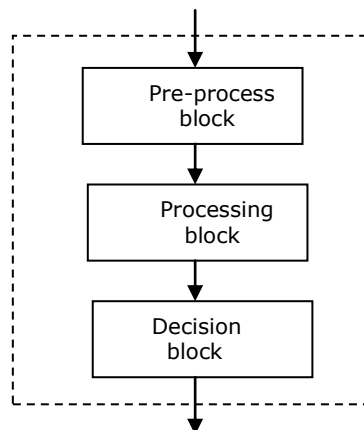 Pre-process
block
Processing
block
Decision
block